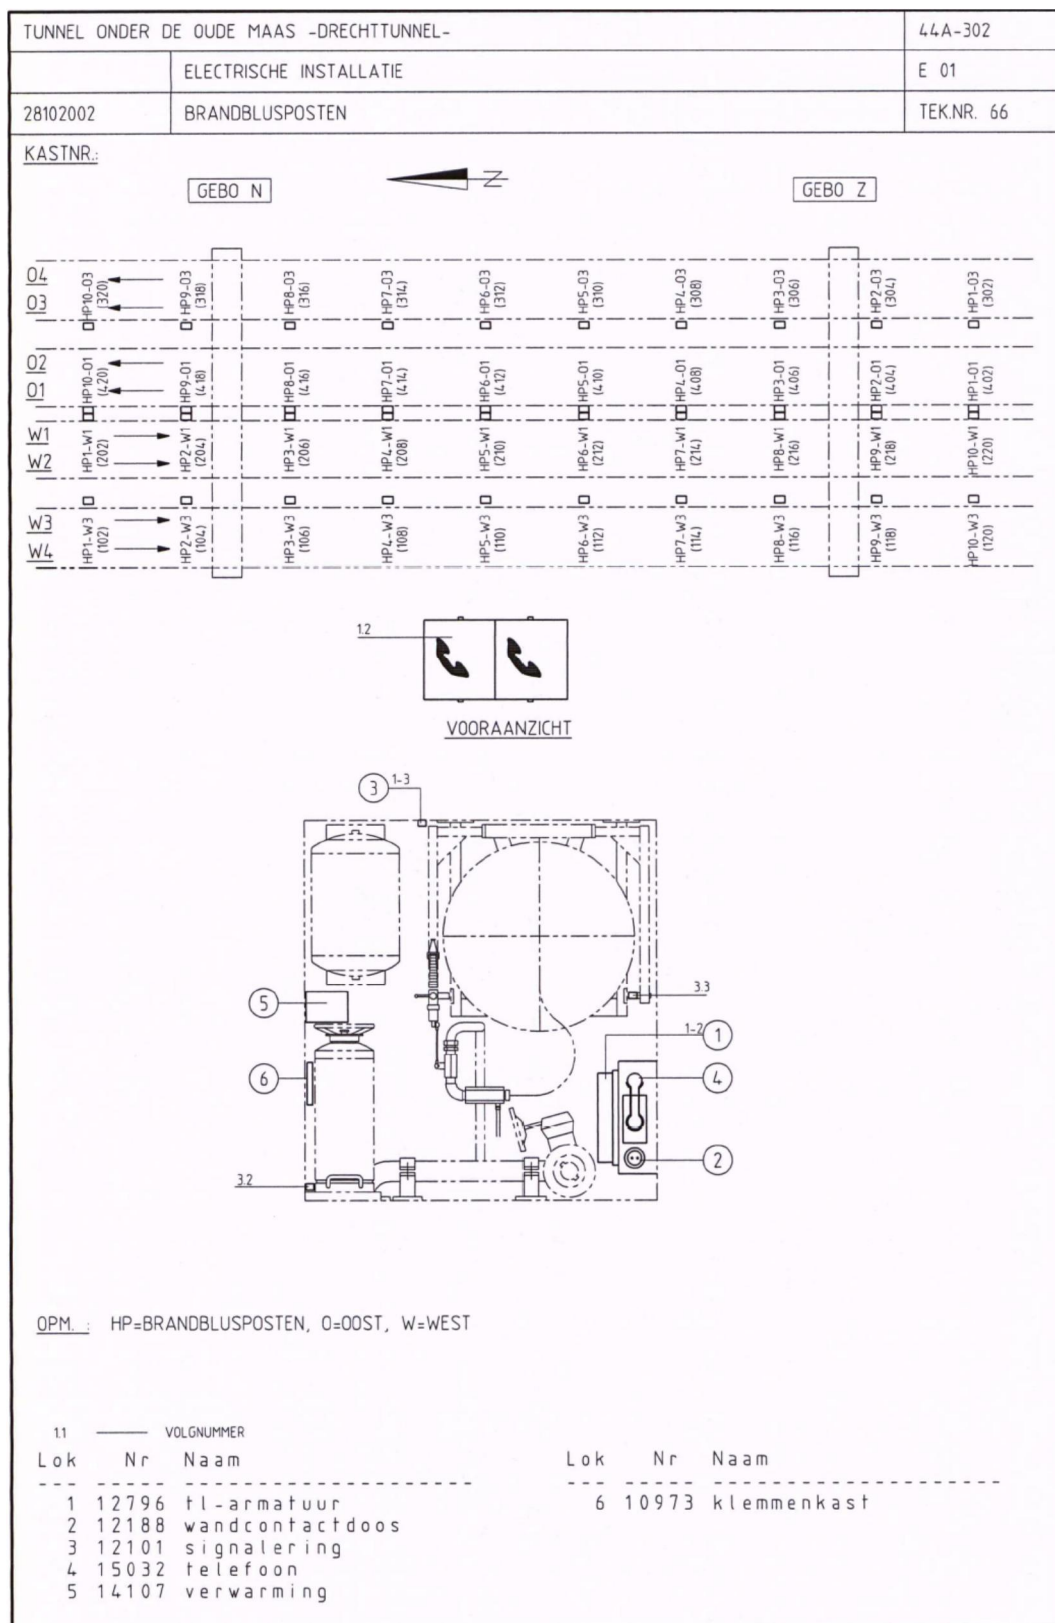 TUNNEL ONDER DE OUDE MAAS -DRECHTTUNNEL- 44A-302
ELECTRISCHE INSTALLATIE E 01
28102002 BRANDBLUSPOSTEN TEK.NR. 66
KASTNR.:
GEBO N N GEBO Z
O4
O3
HP10-03 (320) HP9-03 (318) HP8-03 (316) HP7-03 (314) HP6-03 (312) HP5-03 (310) HP4-03 (308) HP3-03 (306) HP2-03 (304) HP1-03 (302)
O2
O1
HP10-01 (420) HP9-01 (418) HP8-01 (416) HP7-01 (414) HP6-01 (412) HP5-01 (410) HP4-01 (408) HP3-01 (406) HP2-01 (404) HP1-01 (402)
W1
W2
HP1-W1 (202) HP2-W1 (204) HP3-W1 (206) HP4-W1 (208) HP5-W1 (210) HP6-W1 (212) HP7-W1 (214) HP8-W1 (216) HP9-W1 (218) HP10-W1 (220)
W3
W4
HP1-W3 (102) HP2-W3 (104) HP3-W3 (106) HP4-W3 (108) HP5-W3 (110) HP6-W3 (112) HP7-W3 (114) HP8-W3 (116) HP9-W3 (118) HP10-W3 (120)
1.2
VOORAANZICHT
3 1-3
5
3.3
1-2 1
6
4
2
3.2
OPM. : HP=BRANDBLUSPOSTEN, O=OOST, W=WEST
1.1 VOLGNUMMER
Lok Nr Naam
1 12796 tl-armatuur
2 12188 wandcontactdoos
3 12101 signalering
4 15032 telefoon
5 14107 verwarming
Lok Nr Naam
6 10973 klemmenkast